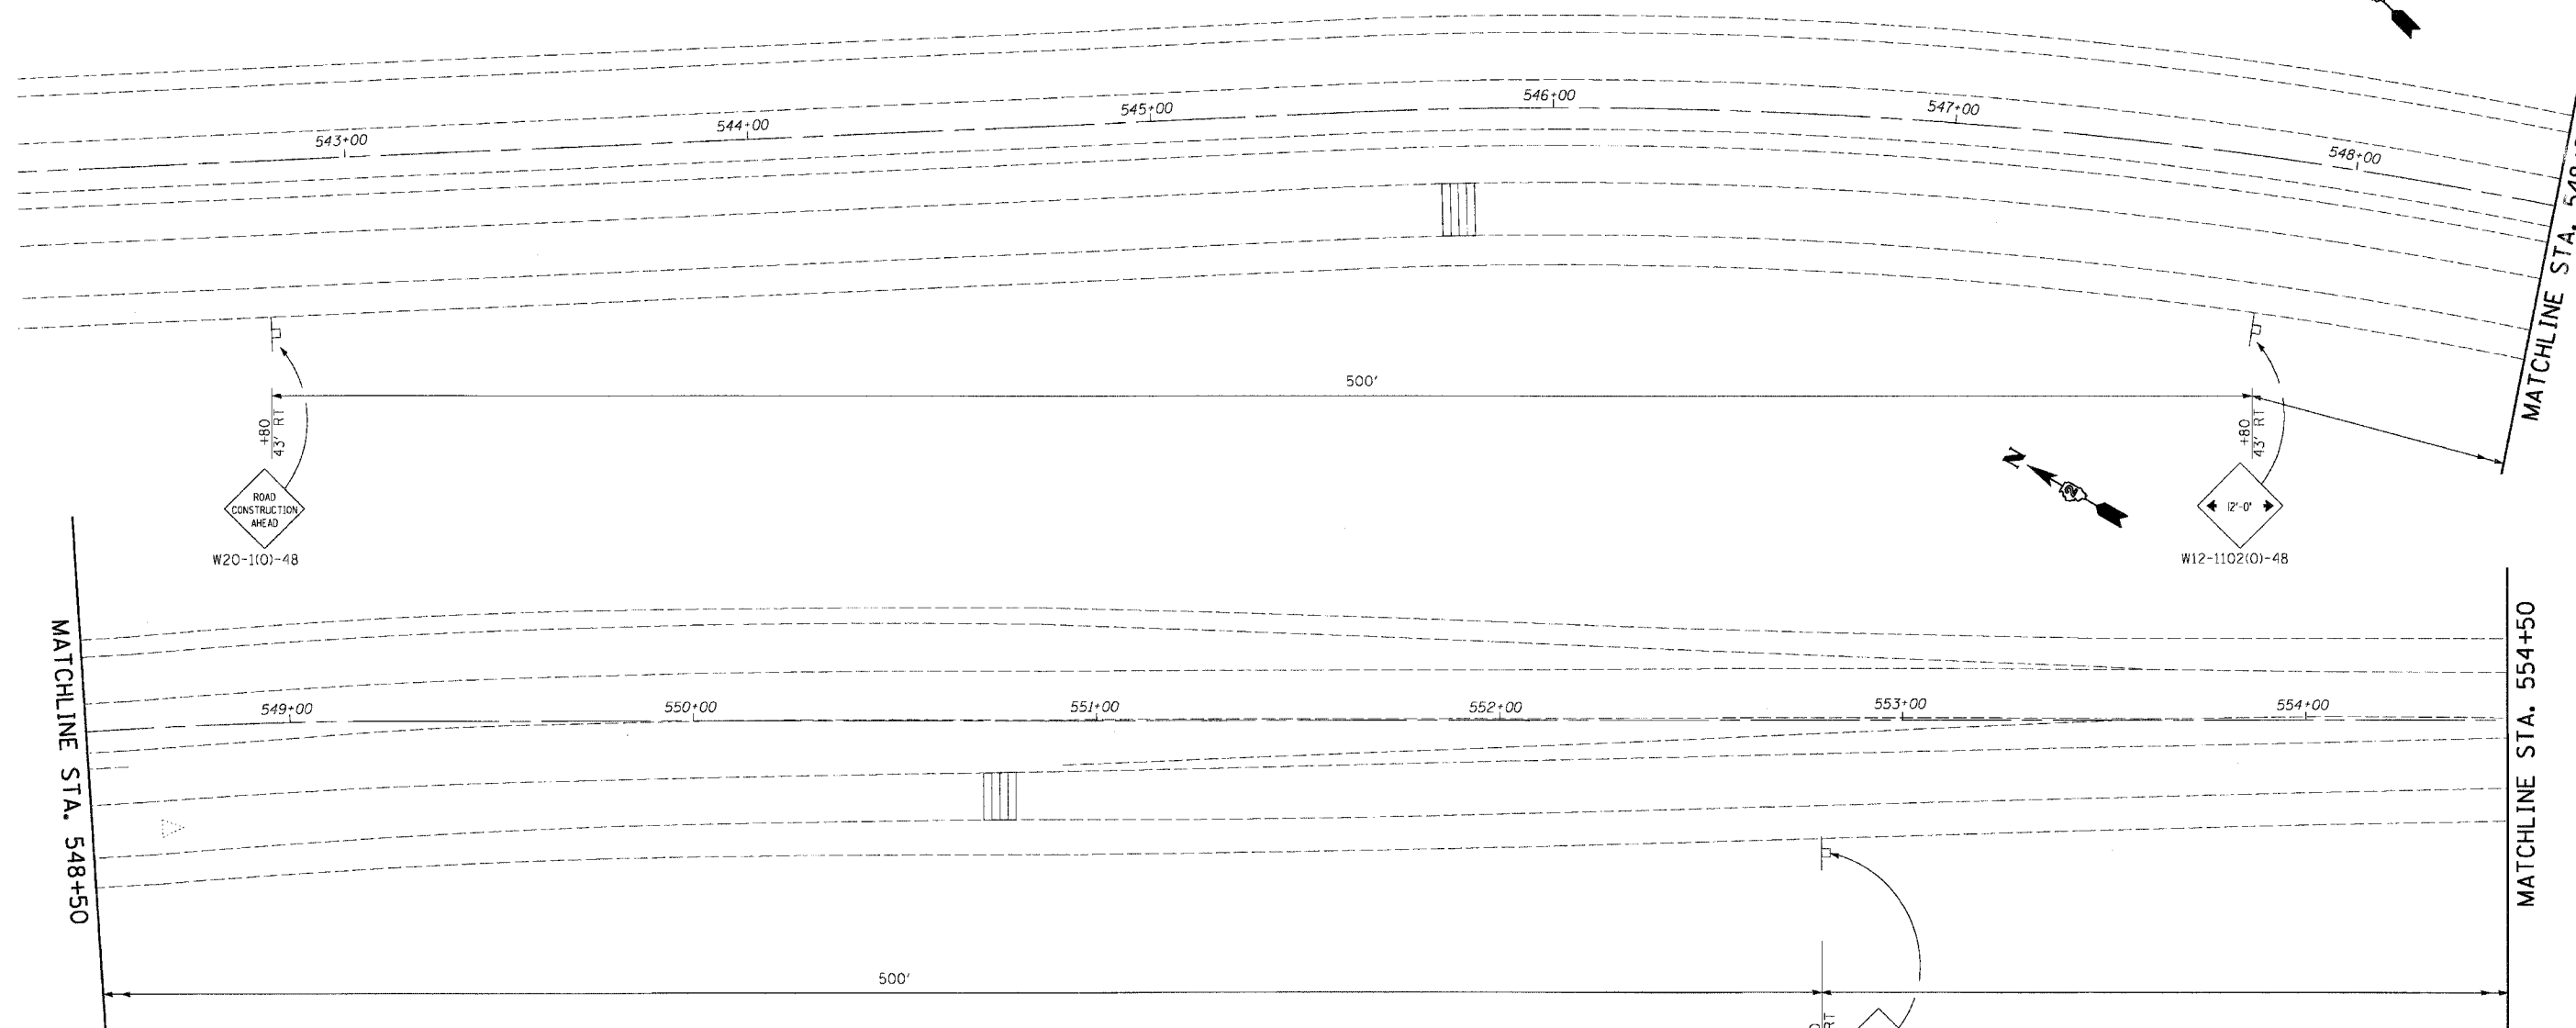 543+00
544+00
545+00
546+00
547+00
548+00
MATCHLINE STA.
500'
+80
43' RT
+80
43' RT
ROAD
CONSTRUCTION
AHEAD
W20-1(O)-48
N
2
12'-0"
W12-1102(O)-48
MATCHLINE STA. 548+50
549+00
550+00
551+00
552+00
553+00
554+00
MATCHLINE STA. 554+50
500'
RT